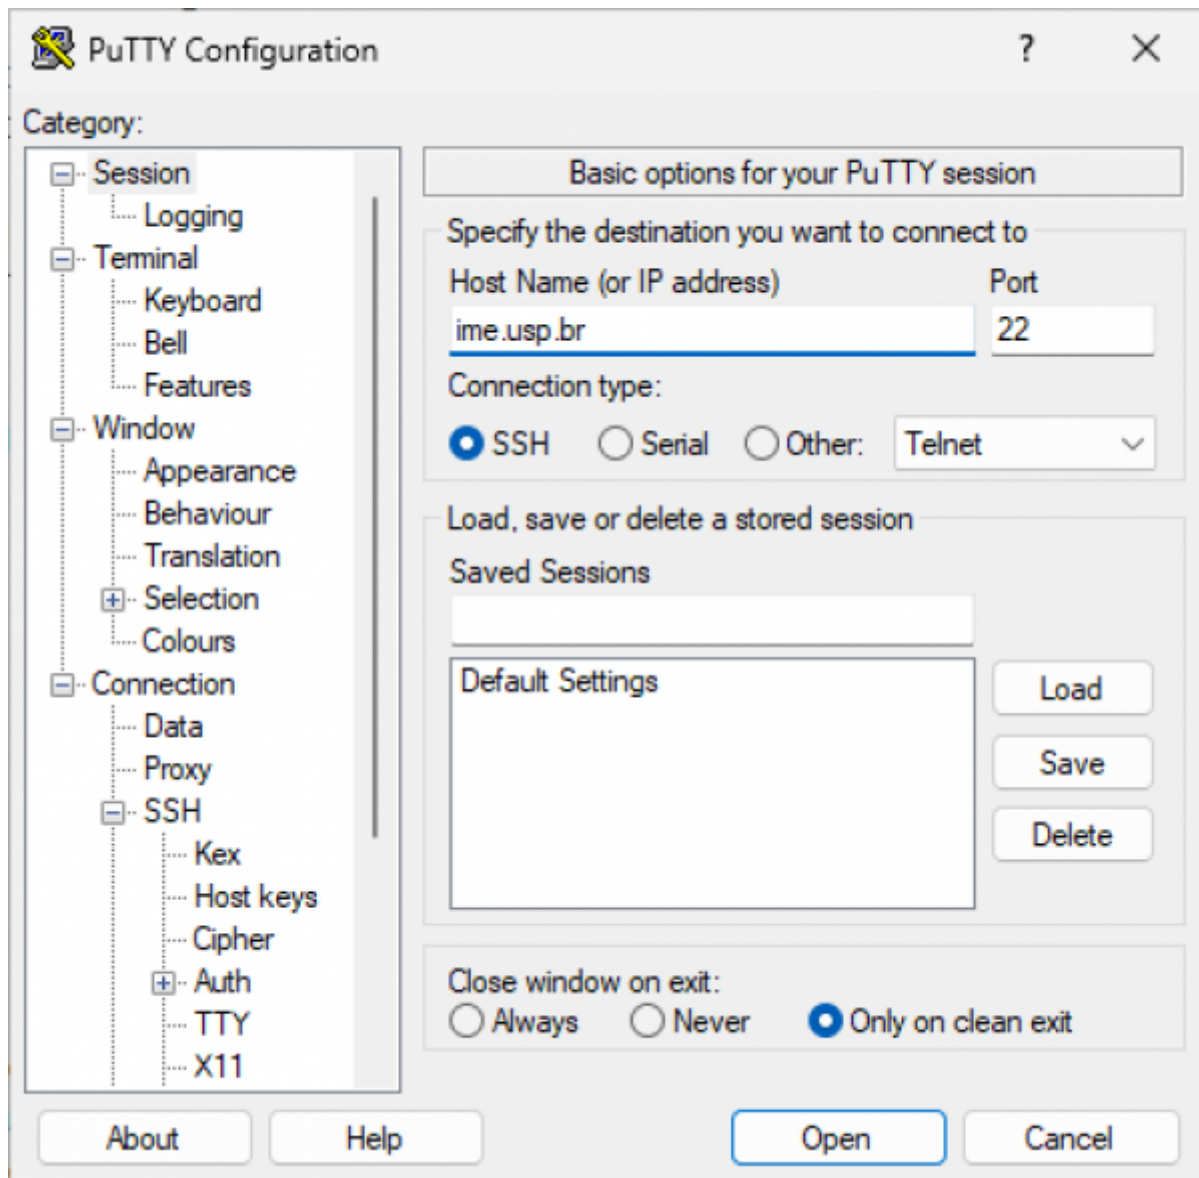 PuTTY Configuration
?
Category:
Session
Logging
Terminal
Keyboard
Bell
Features
Window
Appearance
Behaviour
Translation
Selection
Colours
Connection
Data
Proxy
SSH
Kex
Host keys
Cipher
Auth
TTY
X11
Basic options for your PuTTY session
Specify the destination you want to connect to
Host Name (or IP address) Port
ime.usp.br 22
Connection type:
SSH Serial Other: Telnet
Load, save or delete a stored session
Saved Sessions
Default Settings
Load
Save
Delete
Close window on exit:
Always Never Only on clean exit
About Help Open Cancel